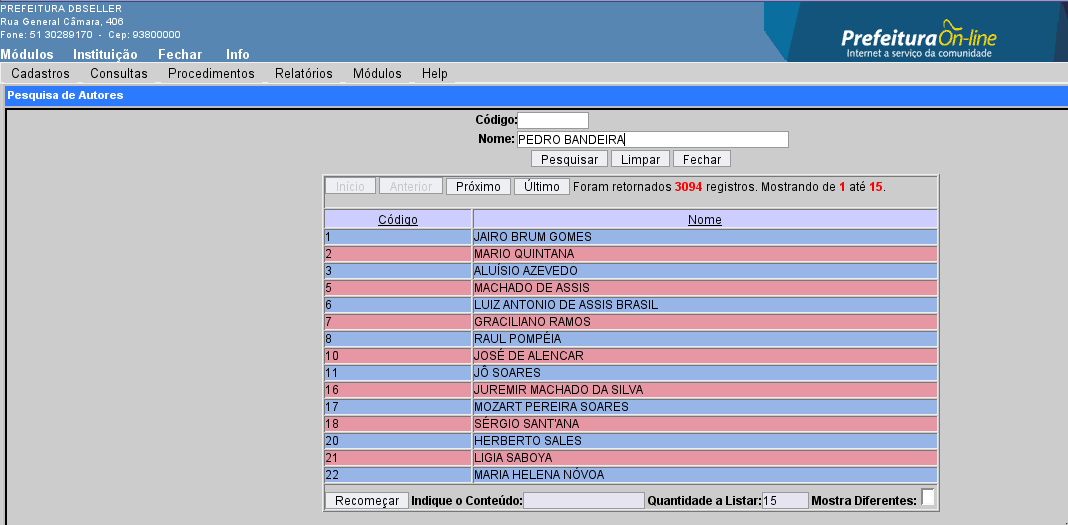 PREFEITURA DBSELLER
Rua General Câmara, 406
Fone: 51 30289170 - Cep: 93800000
PrefeituraOn-line
Internet a serviço da comunidade
Módulos Instituição Fechar Info
Cadastros Consultas Procedimentos Relatórios Módulos Help
Pesquisa de Autores
Código:
Nome: PEDRO BANDEIRA
Pesquisar Limpar Fechar
Início Anterior Próximo Último Foram retornados 3094 registros. Mostrando de 1 até 15.
Código Nome
1 JAIRO BRUM GOMES
2 MARIO QUINTANA
3 ALUÍSIO AZEVEDO
5 MACHADO DE ASSIS
6 LUIZ ANTONIO DE ASSIS BRASIL
7 GRACILIANO RAMOS
8 RAUL POMPÉIA
10 JOSÉ DE ALENCAR
11 JÔ SOARES
16 JUREMIR MACHADO DA SILVA
17 MOZART PEREIRA SOARES
18 SÉRGIO SANT'ANA
20 HERBERTO SALES
21 LIGIA SABOYA
22 MARIA HELENA NÓVOA
Recomeçar Indique o Conteúdo: Quantidade a Listar: 15 Mostra Diferentes: